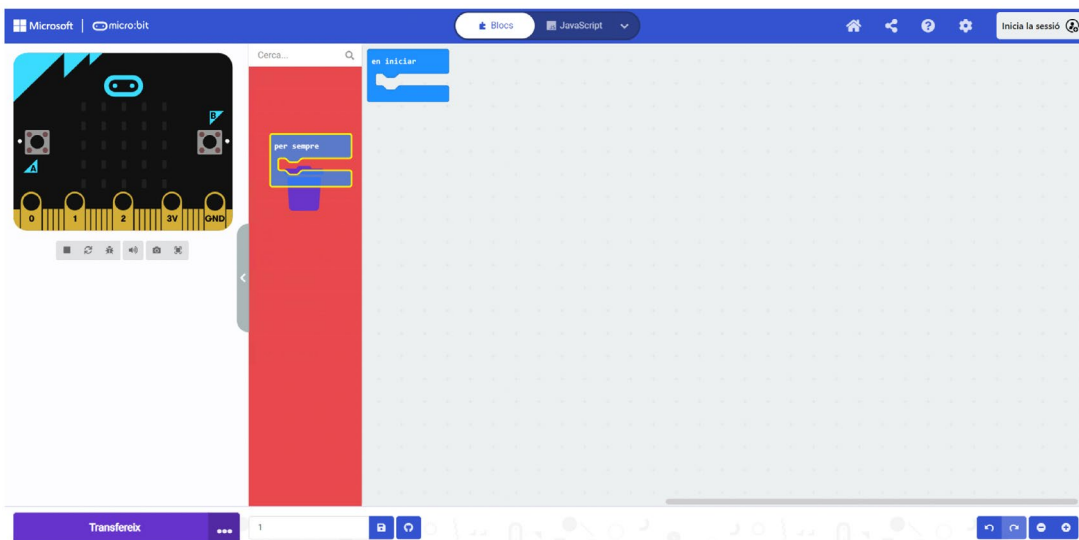 Microsoft | micro:bit
Blocs
JavaScript
Inicia la sessió
Cerca...
en iniciar
per sempre
B
A
0 1 2 3V GND
Transfereix
1